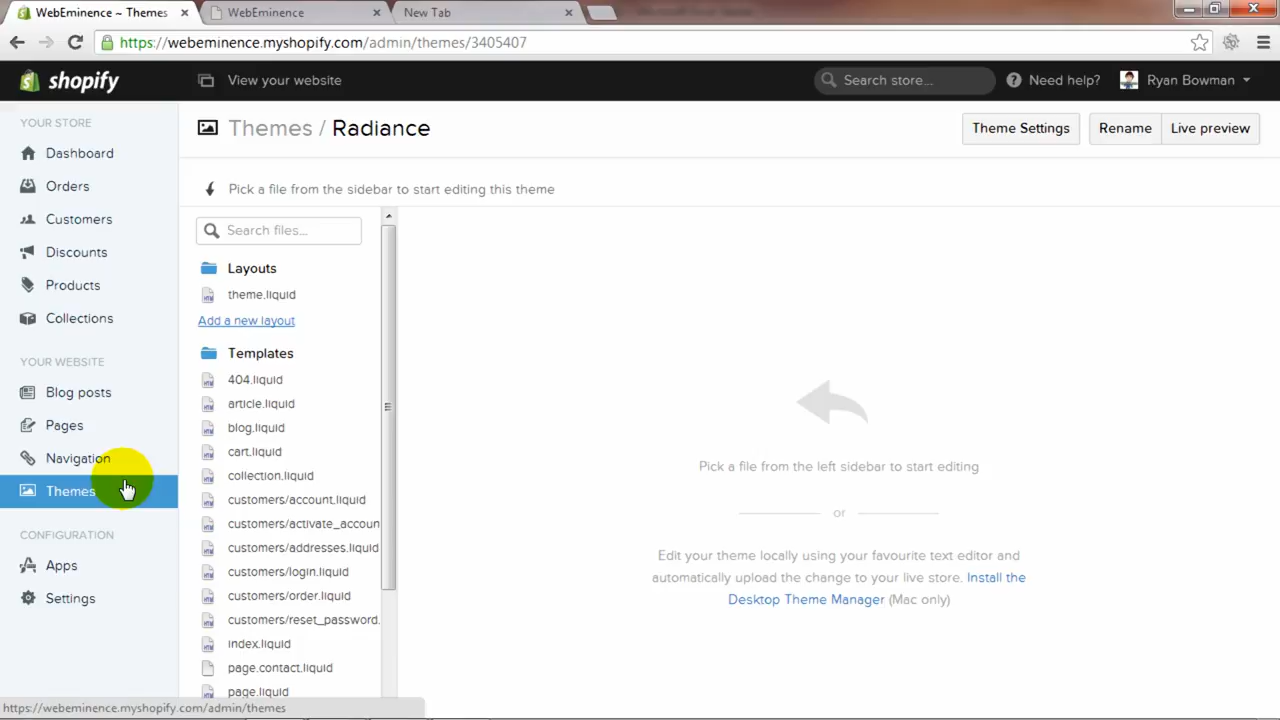 WebEminence ~ Themes
WebEminence
New Tab
https://webeminence.myshopify.com/admin/themes/3405407
shopify
View your website
Search store...
Need help?
Ryan Bowman
YOUR STORE
Dashboard
Orders
Customers
Discounts
Products
Collections
YOUR WEBSITE
Blog posts
Pages
Navigation
Themes
CONFIGURATION
Apps
Settings
Themes / Radiance
Theme Settings
Rename
Live preview
Pick a file from the sidebar to start editing this theme
Search files...
Layouts
theme.liquid
Add a new layout
Templates
404.liquid
article.liquid
blog.liquid
cart.liquid
collection.liquid
customers/account.liquid
customers/activate_accoun
customers/addresses.liquid
customers/login.liquid
customers/order.liquid
customers/reset_password.
index.liquid
page.contact.liquid
page.liquid
Pick a file from the left sidebar to start editing
or
Edit your theme locally using your favourite text editor and
automatically upload the change to your live store. Install the
Desktop Theme Manager (Mac only)
https://webeminence.myshopify.com/admin/themes